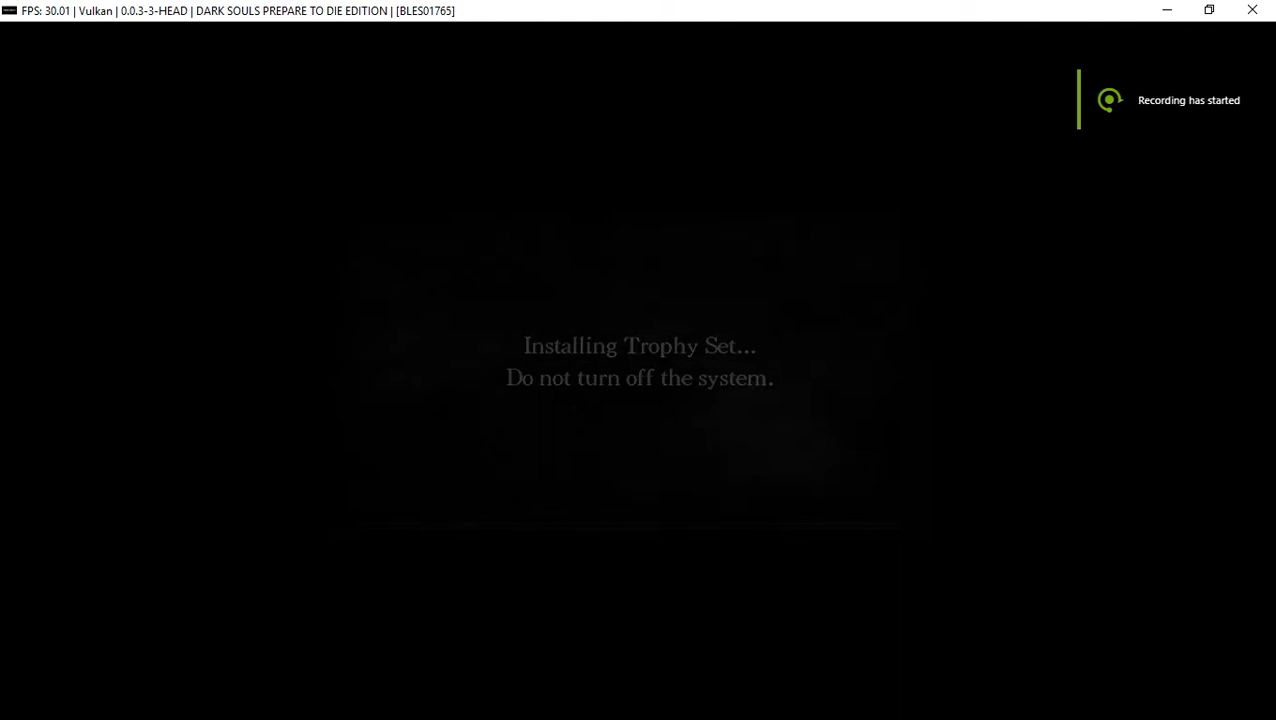 FPS: 30.01 | Vulkan | 0.0.3-3-HEAD | DARK SOULS PREPARE TO DIE EDITION | [BLES01765]
Recording has started
Installing Trophy Set...
Do not turn off the system.